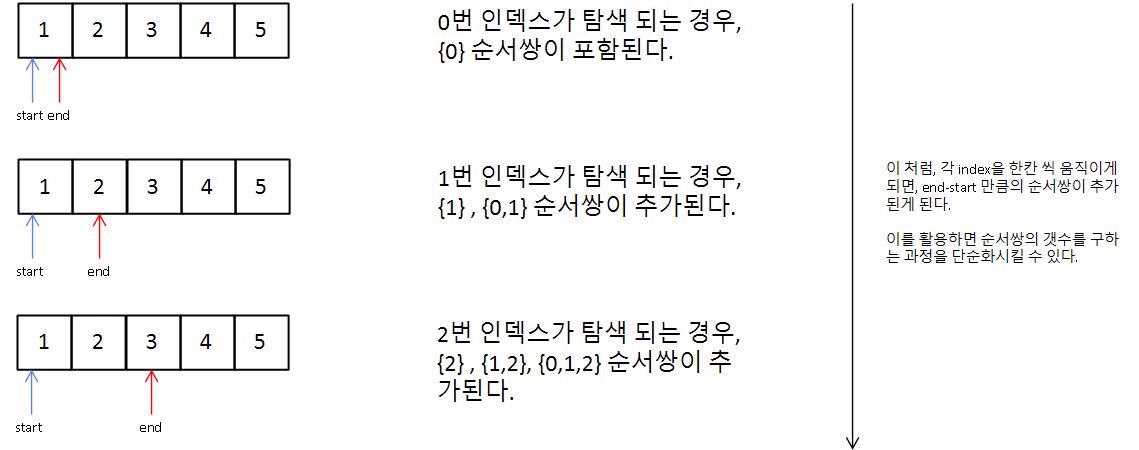 1 2 3 4 5
start end
0번 인덱스가 탐색 되는 경우,
{0} 순서쌍이 포함된다.
1 2 3 4 5
start end
1번 인덱스가 탐색 되는 경우,
{1} , {0,1} 순서쌍이 추가된다.
1 2 3 4 5
start end
2번 인덱스가 탐색 되는 경우,
{2} , {1,2}, {0,1,2} 순서쌍이 추
가된다.
이 처럼, 각 index을 한칸 씩 움직이게
되면, end-start 만큼의 순서쌍이 추가
된게 된다.
이를 활용하면 순서쌍의 갯수를 구하
는 과정을 단순화시킬 수 있다.